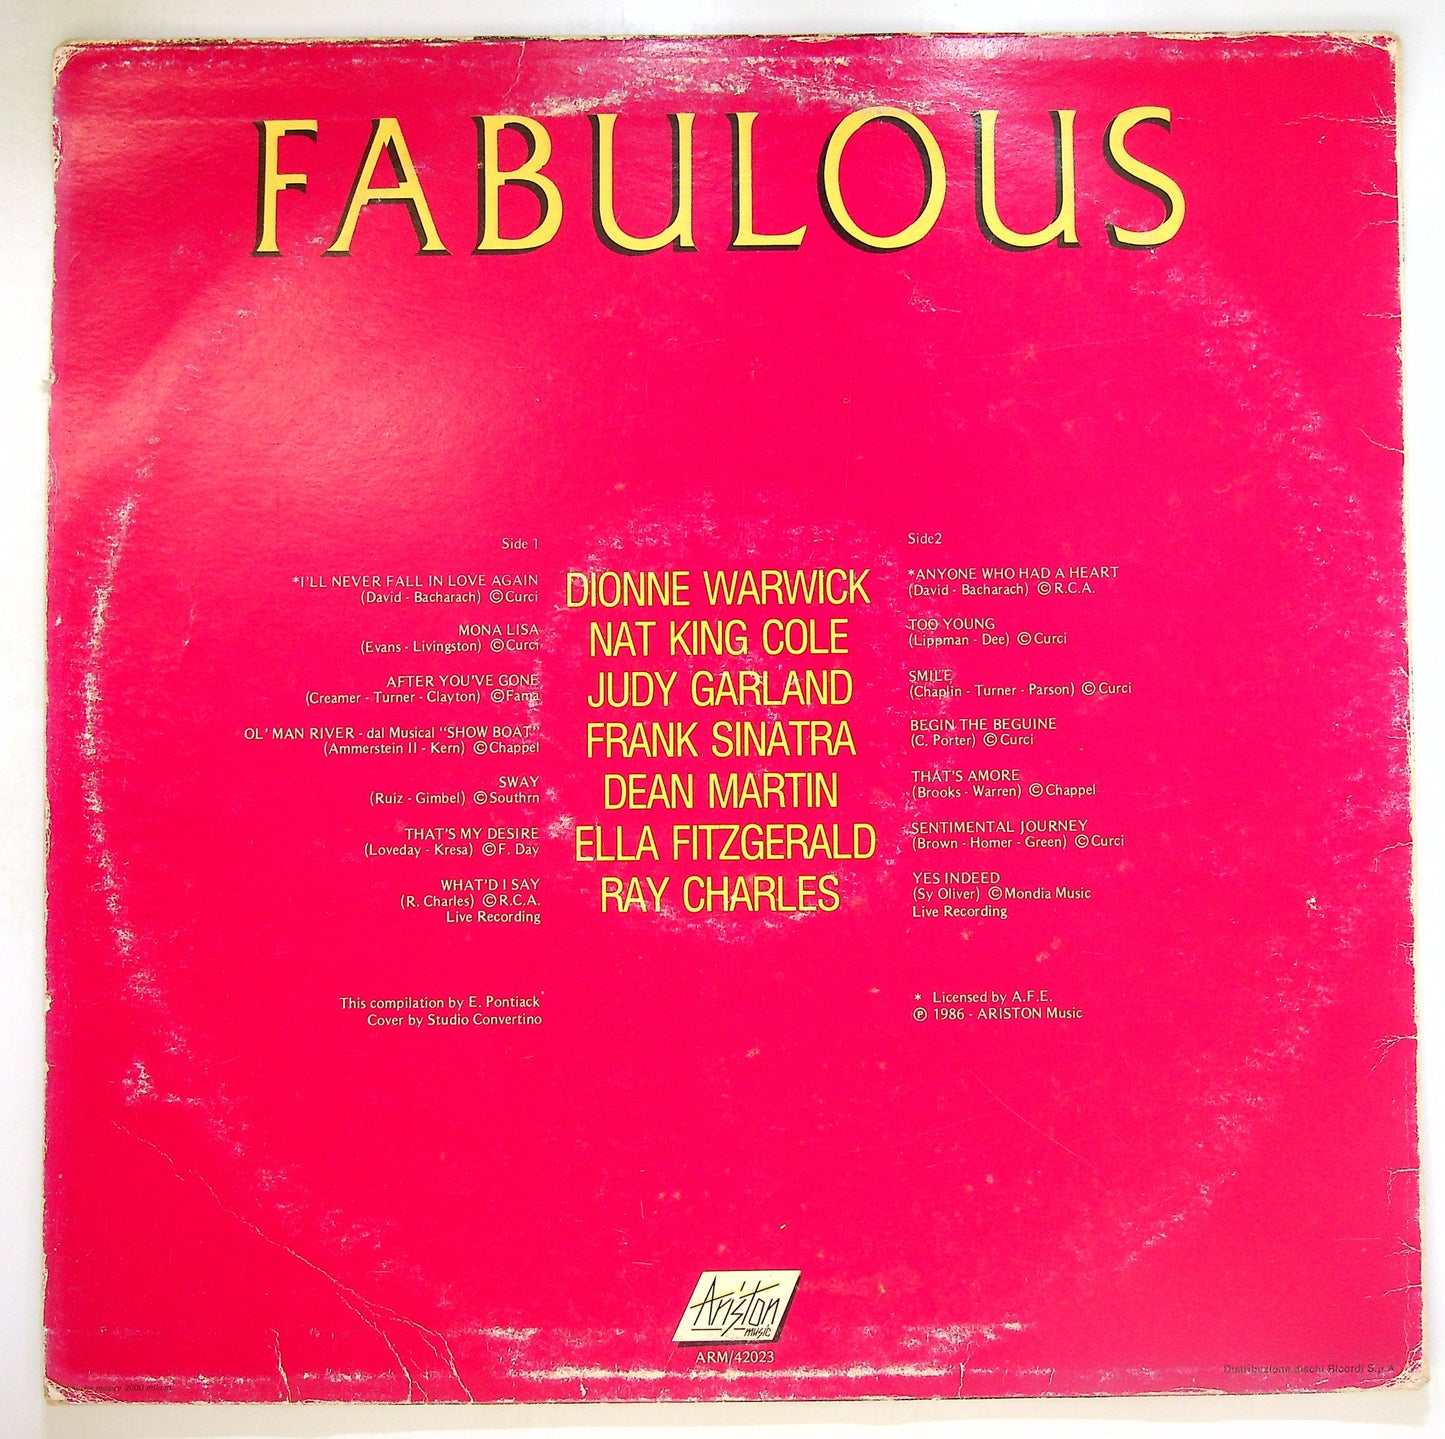 FABULOUS
Side 1
*I'LL NEVER FALL IN LOVE AGAIN
(David - Bacharach) ©Curci
MONA LISA
(Evans - Livingston) ©Curci
AFTER YOU'VE GONE
(Creamer - Turner - Clayton) ©Fama
OL' MAN RIVER - dal Musical "SHOW BOAT"
(Ammerstein II - Kern) ©Chappel
SWAY
(Ruiz - Gimbel) ©Southrn
THAT'S MY DESIRE
(Loveday - Kresa) ©F. Day
WHAT'D I SAY
(R. Charles) ©R.C.A.
Live Recording
DIONNE WARWICK
NAT KING COLE
JUDY GARLAND
FRANK SINATRA
DEAN MARTIN
ELLA FITZGERALD
RAY CHARLES
Side2
*ANYONE WHO HAD A HEART
(David - Bacharach) ©R.C.A.
TOO YOUNG
(Lippman - Dee) ©Curci
SMILE
(Chaplin - Turner - Parson) ©Curci
BEGIN THE BEGUINE
(C. Porter) ©Curci
THAT'S AMORE
(Brooks - Warren) ©Chappel
SENTIMENTAL JOURNEY
(Brown - Homer - Green) ©Curci
YES INDEED
(Sy Oliver) ©Mondia Music
Live Recording
This compilation by E. Pontiack
Cover by Studio Convertino
* Licensed by A.F.E.
℗ 1986 - ARISTON Music
Ariston
music
ARM/42023
Distribuzione dischi Ricordi S.p.A